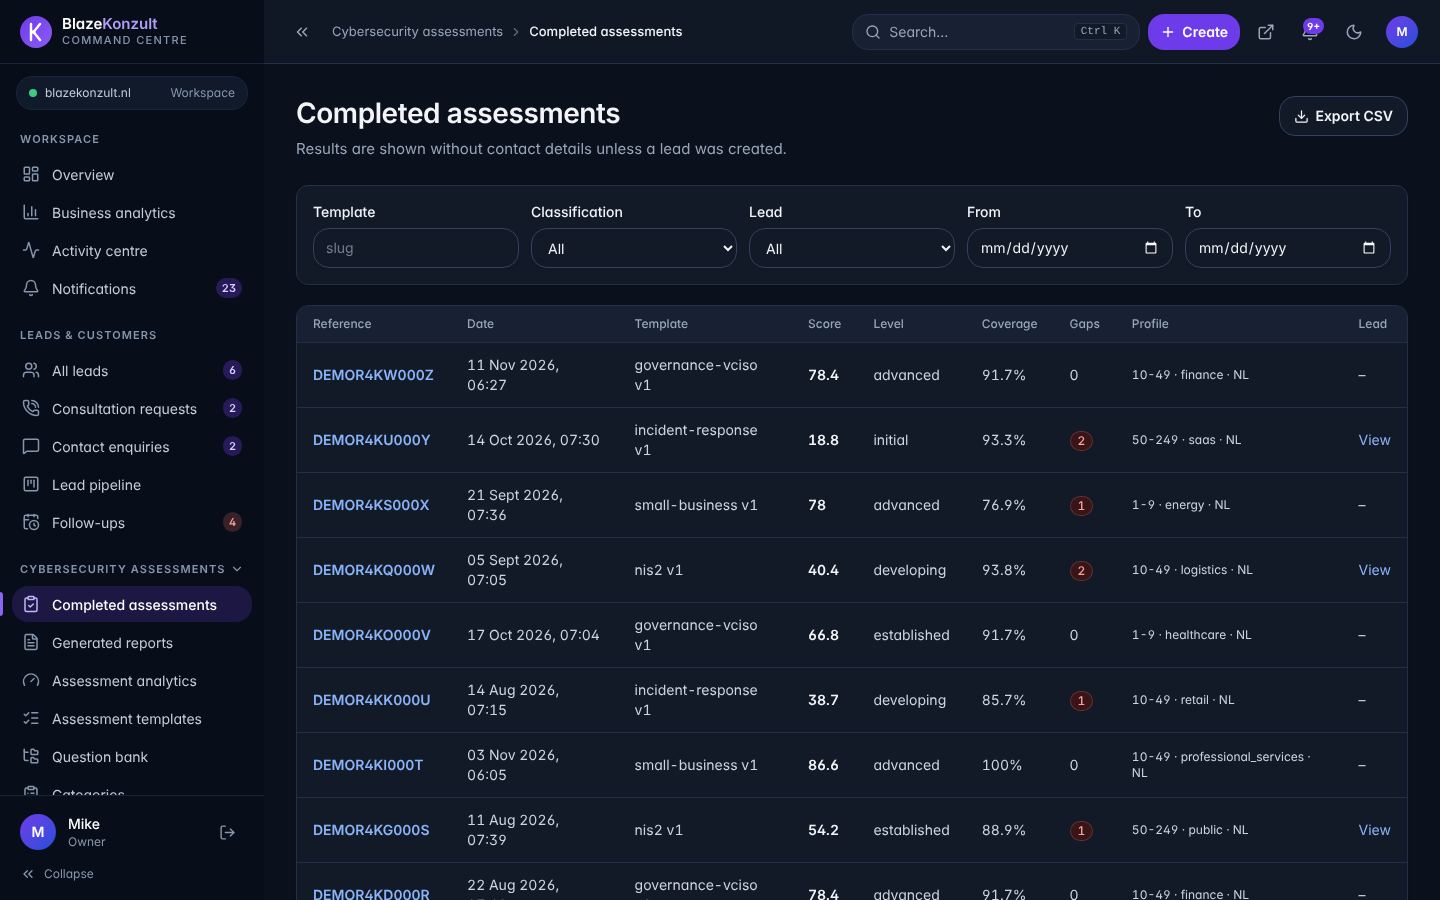 BlazeKonzult
COMMAND CENTRE
Cybersecurity assessments > Completed assessments
Search... Ctrl K
+ Create
9+
M
blazekonzult.nl Workspace
WORKSPACE
Overview
Business analytics
Activity centre
Notifications 23
LEADS & CUSTOMERS
All leads 6
Consultation requests 2
Contact enquiries 2
Lead pipeline
Follow-ups 4
CYBERSECURITY ASSESSMENTS
Completed assessments
Generated reports
Assessment analytics
Assessment templates
Question bank
Categories
M
Mike
Owner
Collapse
Completed assessments
Results are shown without contact details unless a lead was created.
Export CSV
Template Classification Lead From To
slug All All mm/dd/yyyy mm/dd/yyyy
Reference Date Template Score Level Coverage Gaps Profile Lead
DEMOR4KW000Z 11 Nov 2026, 06:27 governance-vciso v1 78.4 advanced 91.7% 0 10-49 · finance · NL –
DEMOR4KU000Y 14 Oct 2026, 07:30 incident-response v1 18.8 initial 93.3% 2 50-249 · saas · NL View
DEMOR4KS000X 21 Sept 2026, 07:36 small-business v1 78 advanced 76.9% 1 1-9 · energy · NL –
DEMOR4KQ000W 05 Sept 2026, 07:05 nis2 v1 40.4 developing 93.8% 2 10-49 · logistics · NL View
DEMOR4KO000V 17 Oct 2026, 07:04 governance-vciso v1 66.8 established 91.7% 0 1-9 · healthcare · NL –
DEMOR4KK000U 14 Aug 2026, 07:15 incident-response v1 38.7 developing 85.7% 1 10-49 · retail · NL –
DEMOR4KI000T 03 Nov 2026, 06:05 small-business v1 86.6 advanced 100% 0 10-49 · professional_services · NL –
DEMOR4KG000S 11 Aug 2026, 07:39 nis2 v1 54.2 established 88.9% 1 50-249 · public · NL View
DEMOR4KD000R 22 Aug 2026, governance-vciso 78.4 advanced 91.7% 0 10-49 · finance · NL –